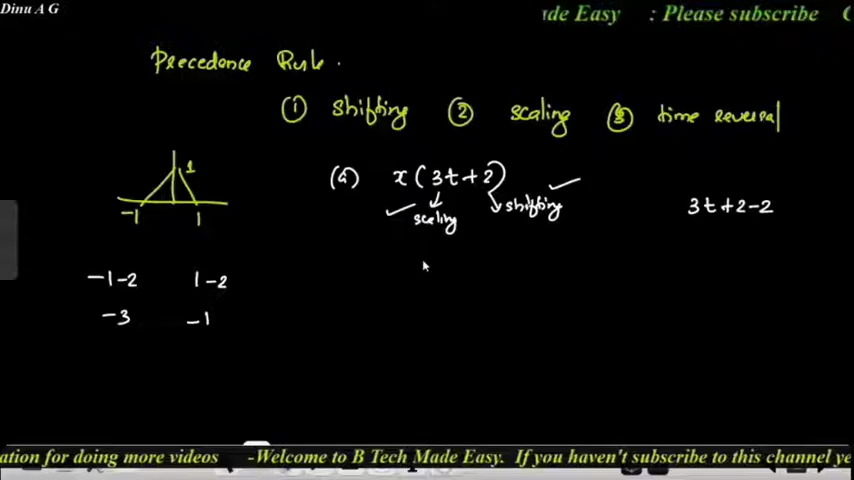 Dinu A G
de Easy : Please subscribe
Precedence Rule.
① shifting ② scaling ③ time reversal
1
(a) x(3t+2)
scaling shifting
3t+2-2
-1 1
-1-2 1-2
-3 -1
ation for doing more videos -Welcome to B Tech Made Easy. If you haven't subscribe to this channel ye